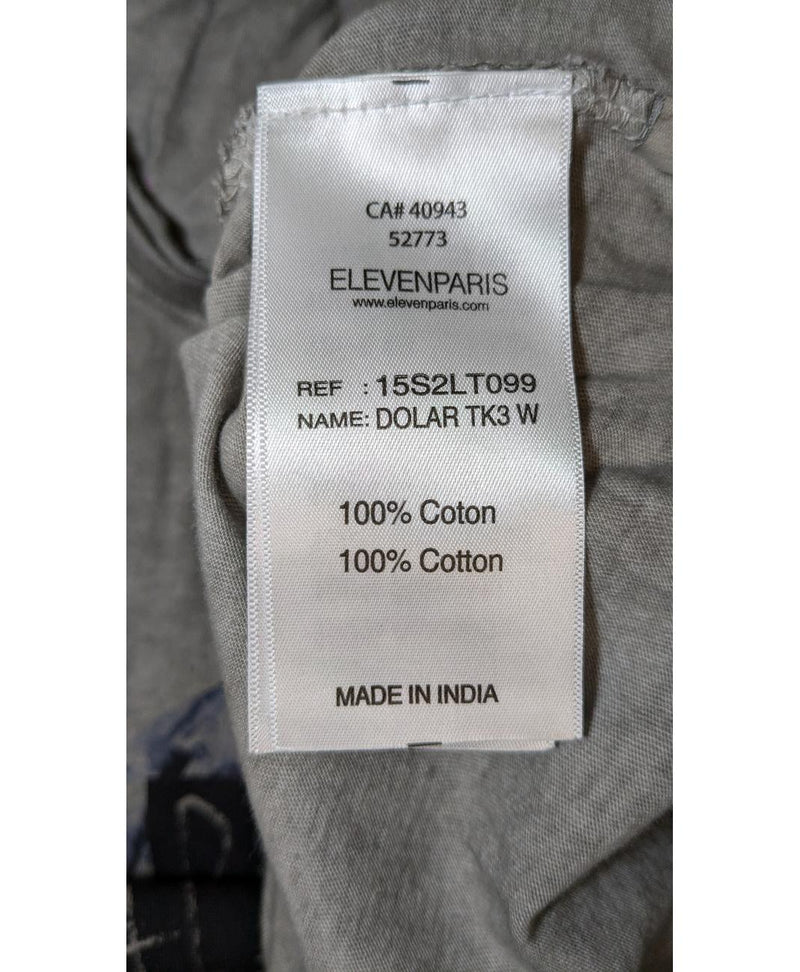 CA# 40943
52773
ELEVENPARIS
www.elevenparis.com
REF : 15S2LT099
NAME: DOLAR TK3 W
100% Coton
100% Cotton
MADE IN INDIA